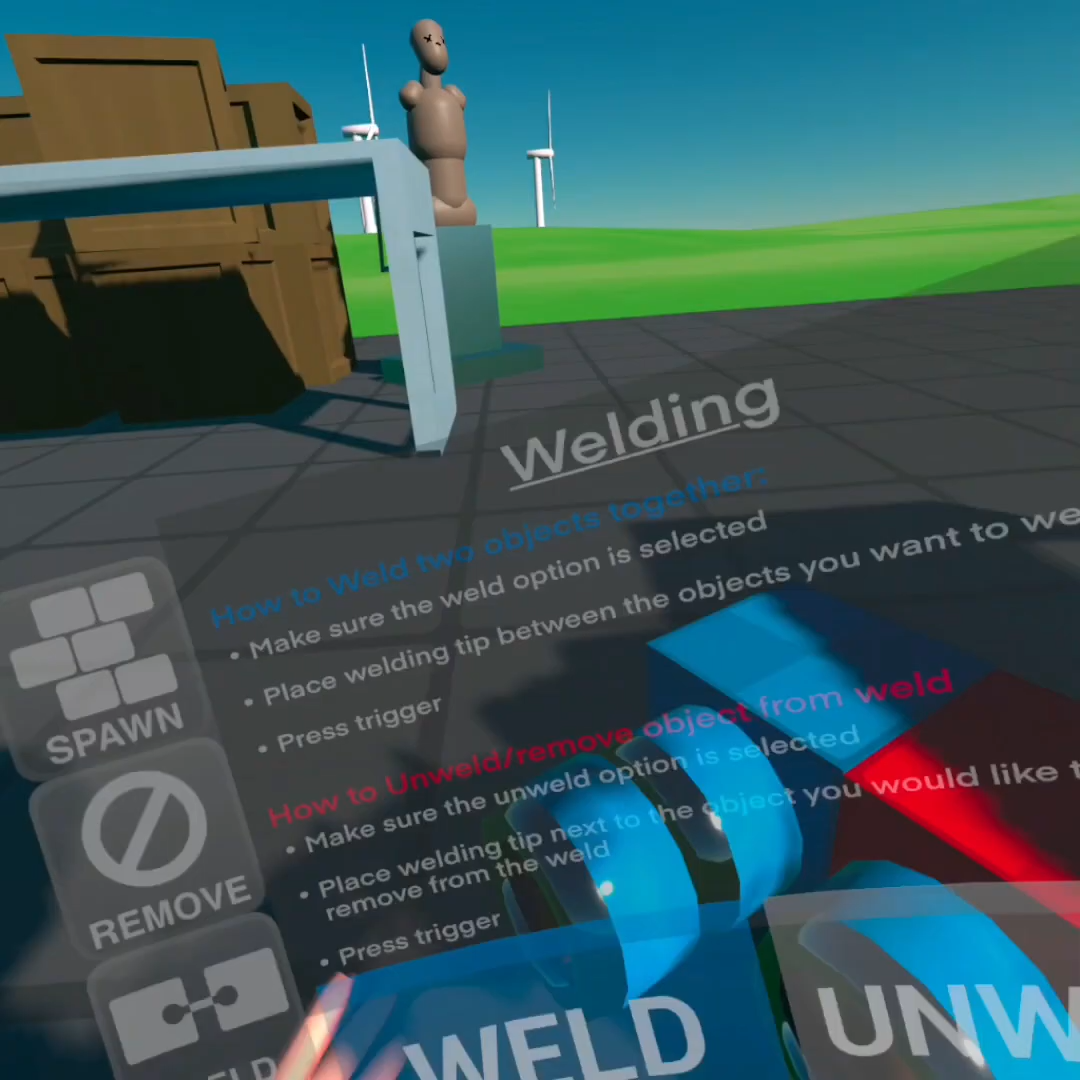 Welding
How to Weld two objects together:
• Make sure the weld option is selected
• Place welding tip between the objects you want to we
• Press trigger
How to Unweld/remove object from weld
• Make sure the unweld option is selected
• Place welding tip next to the object you would like t
remove from the weld
• Press trigger
SPAWN
REMOVE
ELD
WELD
UNW